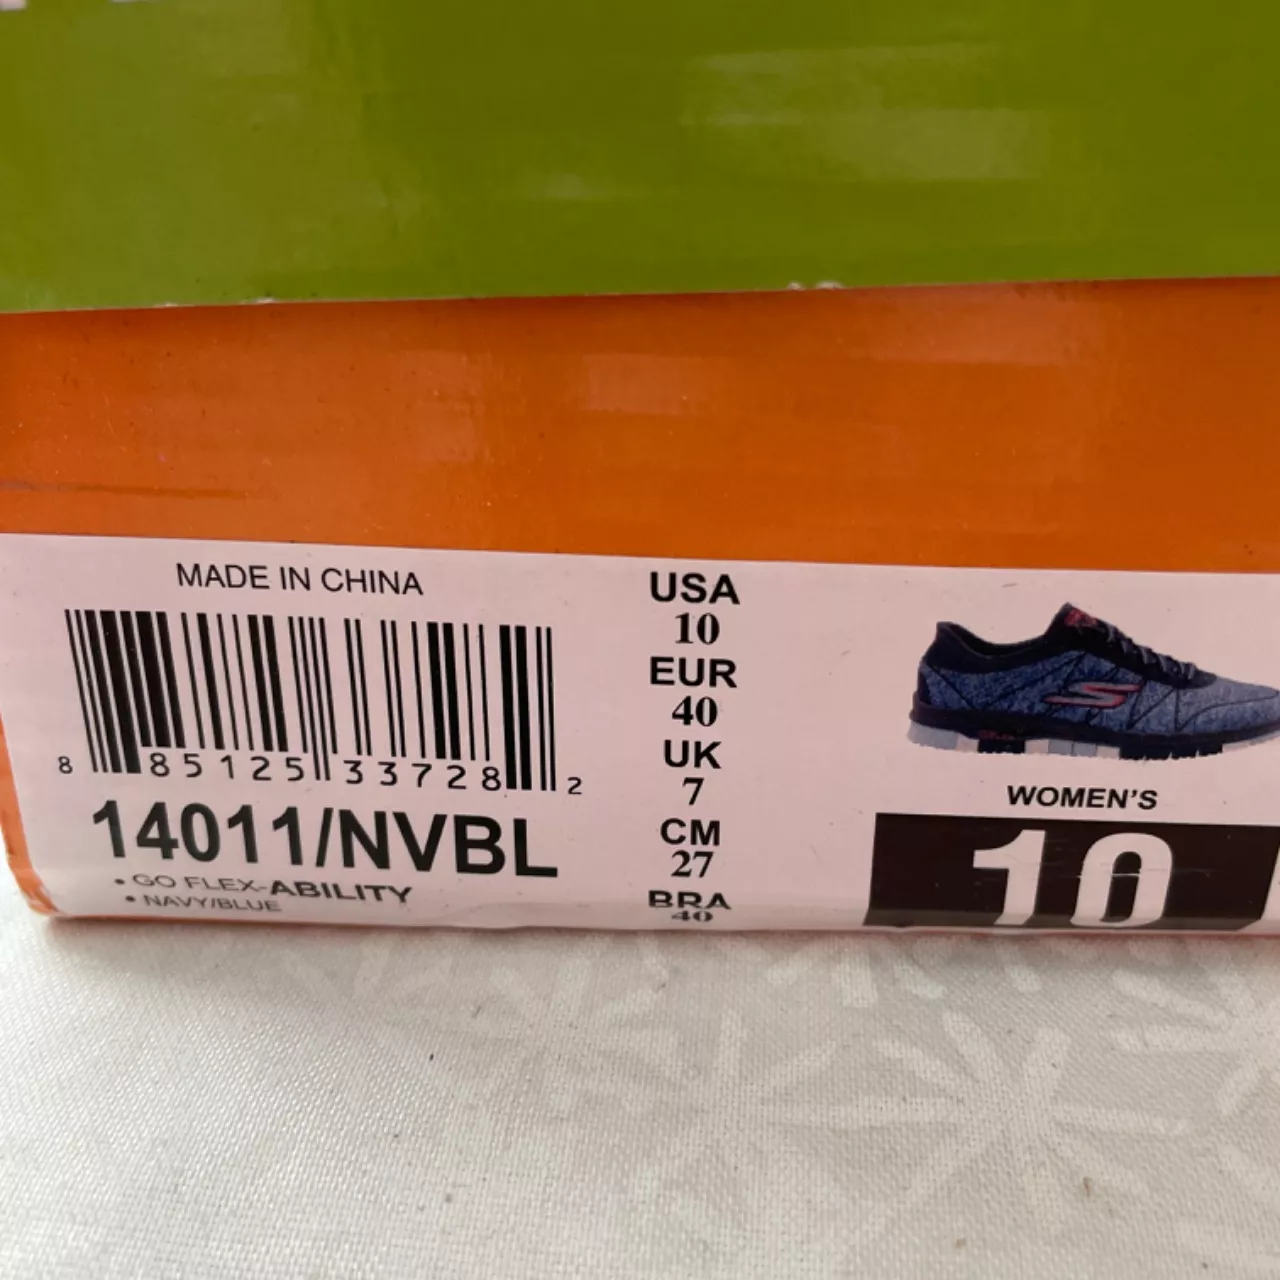 MADE IN CHINA
8 85125 33728 2
14011/NVBL
• GO FLEX-ABILITY
• NAVY/BLUE
USA
10
EUR
40
UK
7
CM
27
BRA
40
WOMEN'S
10